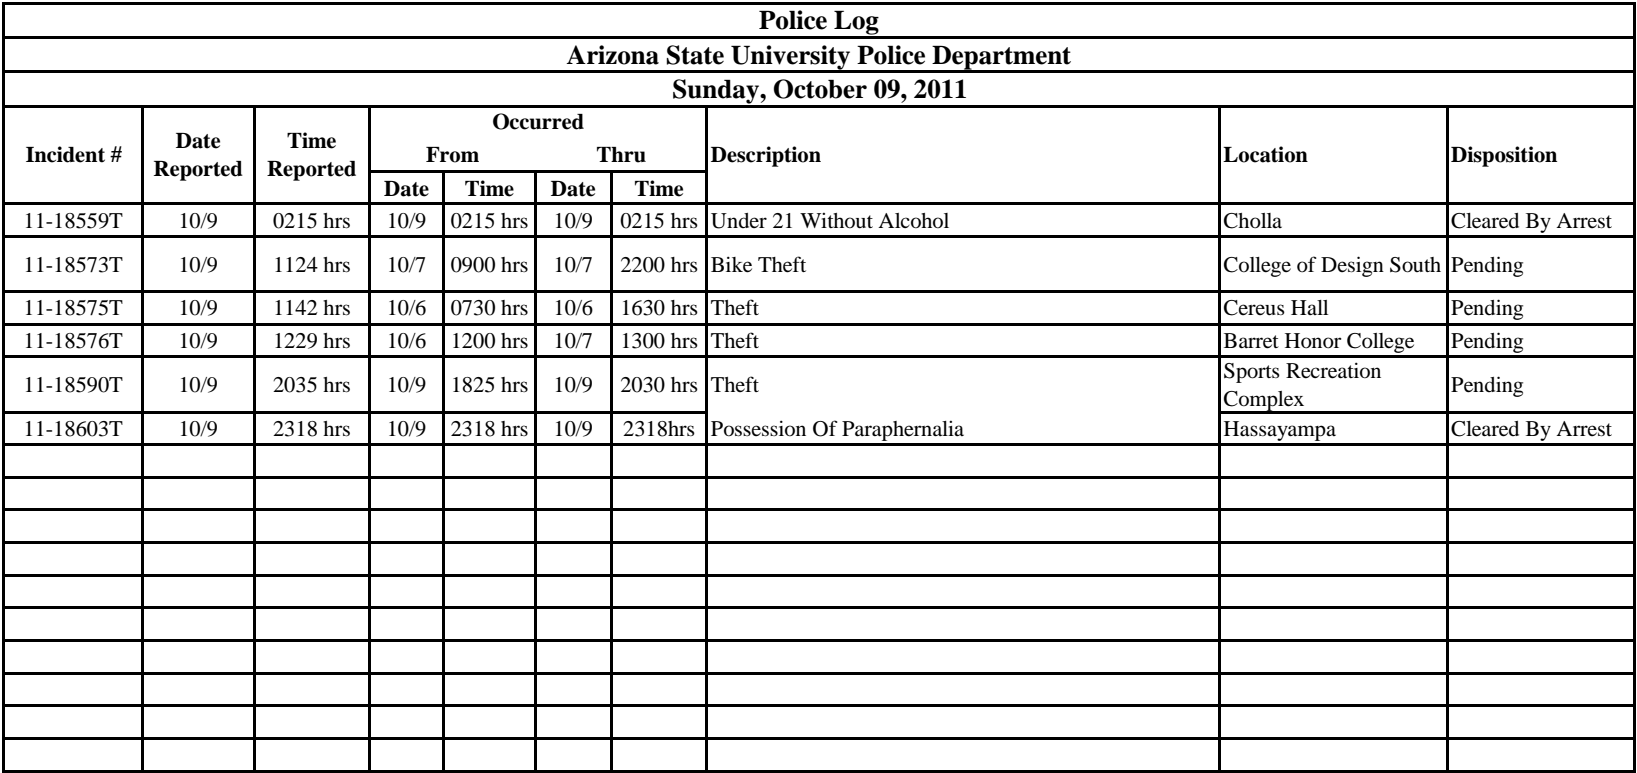 Police Log
Arizona State University Police Department
Sunday, October 09, 2011
Incident # Date Reported Time Reported Occurred Description Location Disposition
From Thru
Date Time Date Time
11-18559T 10/9 0215 hrs 10/9 0215 hrs 10/9 0215 hrs Under 21 Without Alcohol Cholla Cleared By Arrest
11-18573T 10/9 1124 hrs 10/7 0900 hrs 10/7 2200 hrs Bike Theft College of Design South Pending
11-18575T 10/9 1142 hrs 10/6 0730 hrs 10/6 1630 hrs Theft Cereus Hall Pending
11-18576T 10/9 1229 hrs 10/6 1200 hrs 10/7 1300 hrs Theft Barret Honor College Pending
11-18590T 10/9 2035 hrs 10/9 1825 hrs 10/9 2030 hrs Theft Sports Recreation Complex Pending
11-18603T 10/9 2318 hrs 10/9 2318 hrs 10/9 2318hrs Possession Of Paraphernalia Hassayampa Cleared By Arrest